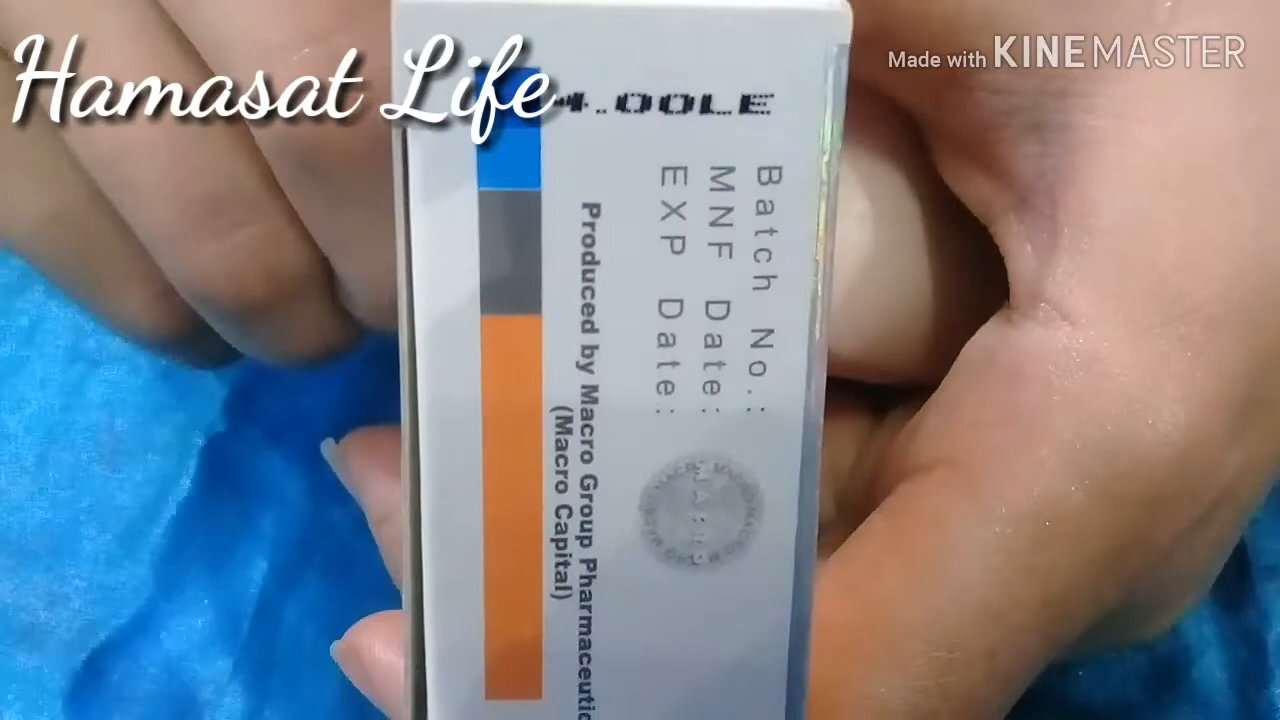 Hamasat Life
Made with KINEMASTER
4.00LE
Batch No.:
MNF Date:
EXP Date:
Produced by Macro Group Pharmaceutic
(Macro Capital)